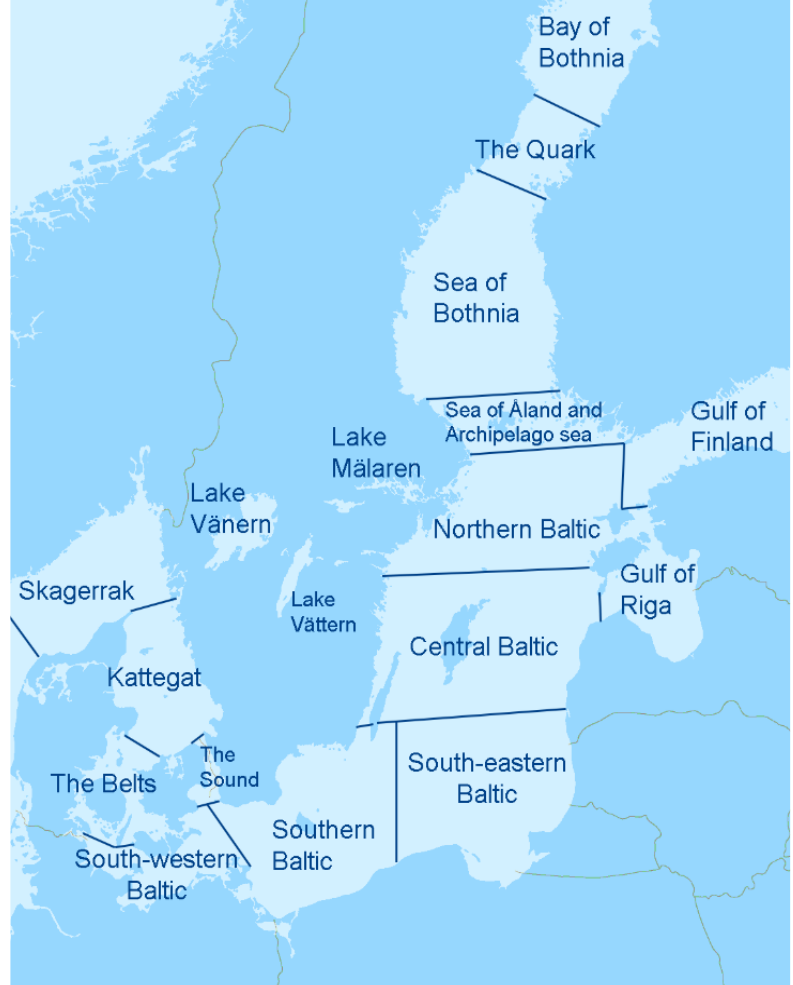 Bay of
Bothnia
The Quark
Sea of
Bothnia
Sea of Åland and
Archipelago sea
Gulf of
Finland
Lake
Mälaren
Lake
Vänern
Northern Baltic
Skagerrak
Lake
Vättern
Gulf of
Riga
Central Baltic
Kattegat
The
Sound
The Belts
South-eastern
Baltic
Southern
Baltic
South-western
Baltic